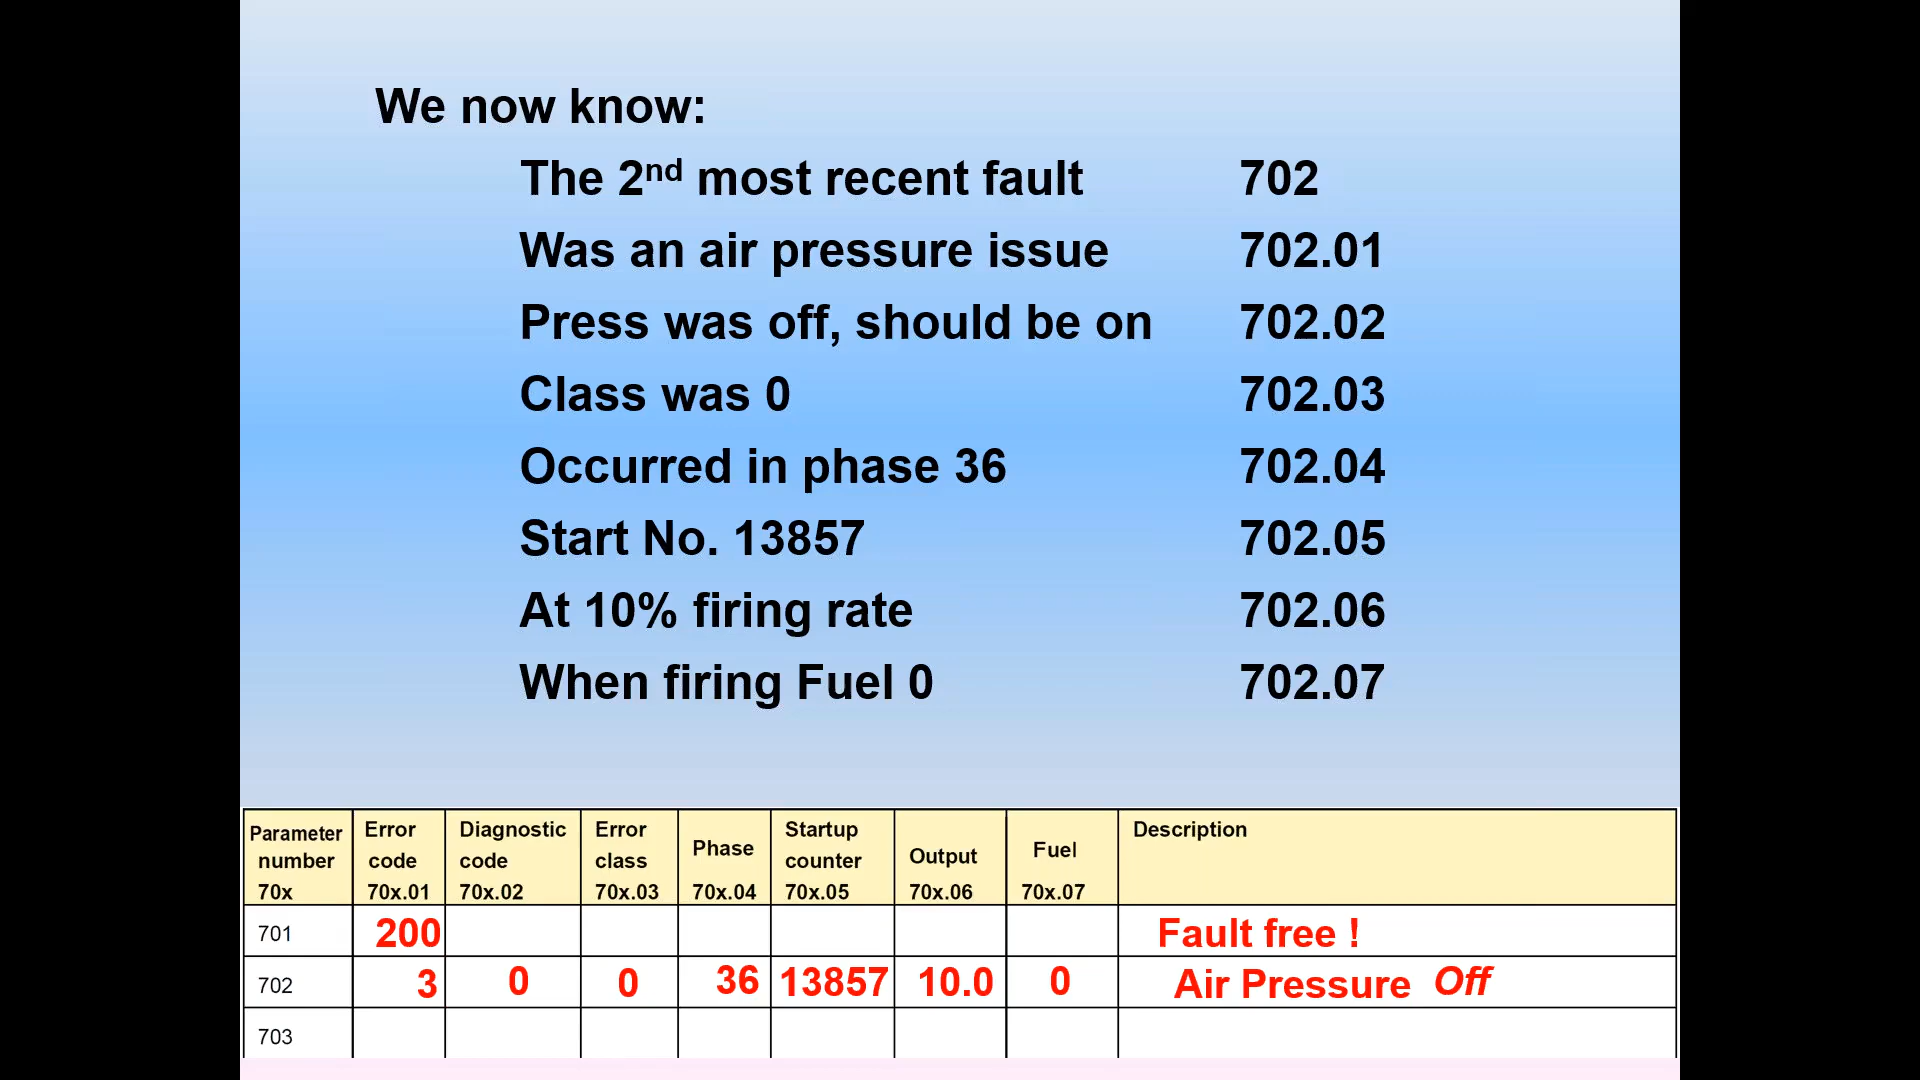 We now know:
The 2nd most recent fault 702
Was an air pressure issue 702.01
Press was off, should be on 702.02
Class was 0 702.03
Occurred in phase 36 702.04
Start No. 13857 702.05
At 10% firing rate 702.06
When firing Fuel 0 702.07
Parameter number 70x Error code 70x.01 Diagnostic code 70x.02 Error class 70x.03 Phase 70x.04 Startup counter 70x.05 Output 70x.06 Fuel 70x.07 Description
701 200 Fault free !
702 3 0 0 36 13857 10.0 0 Air Pressure Off
703